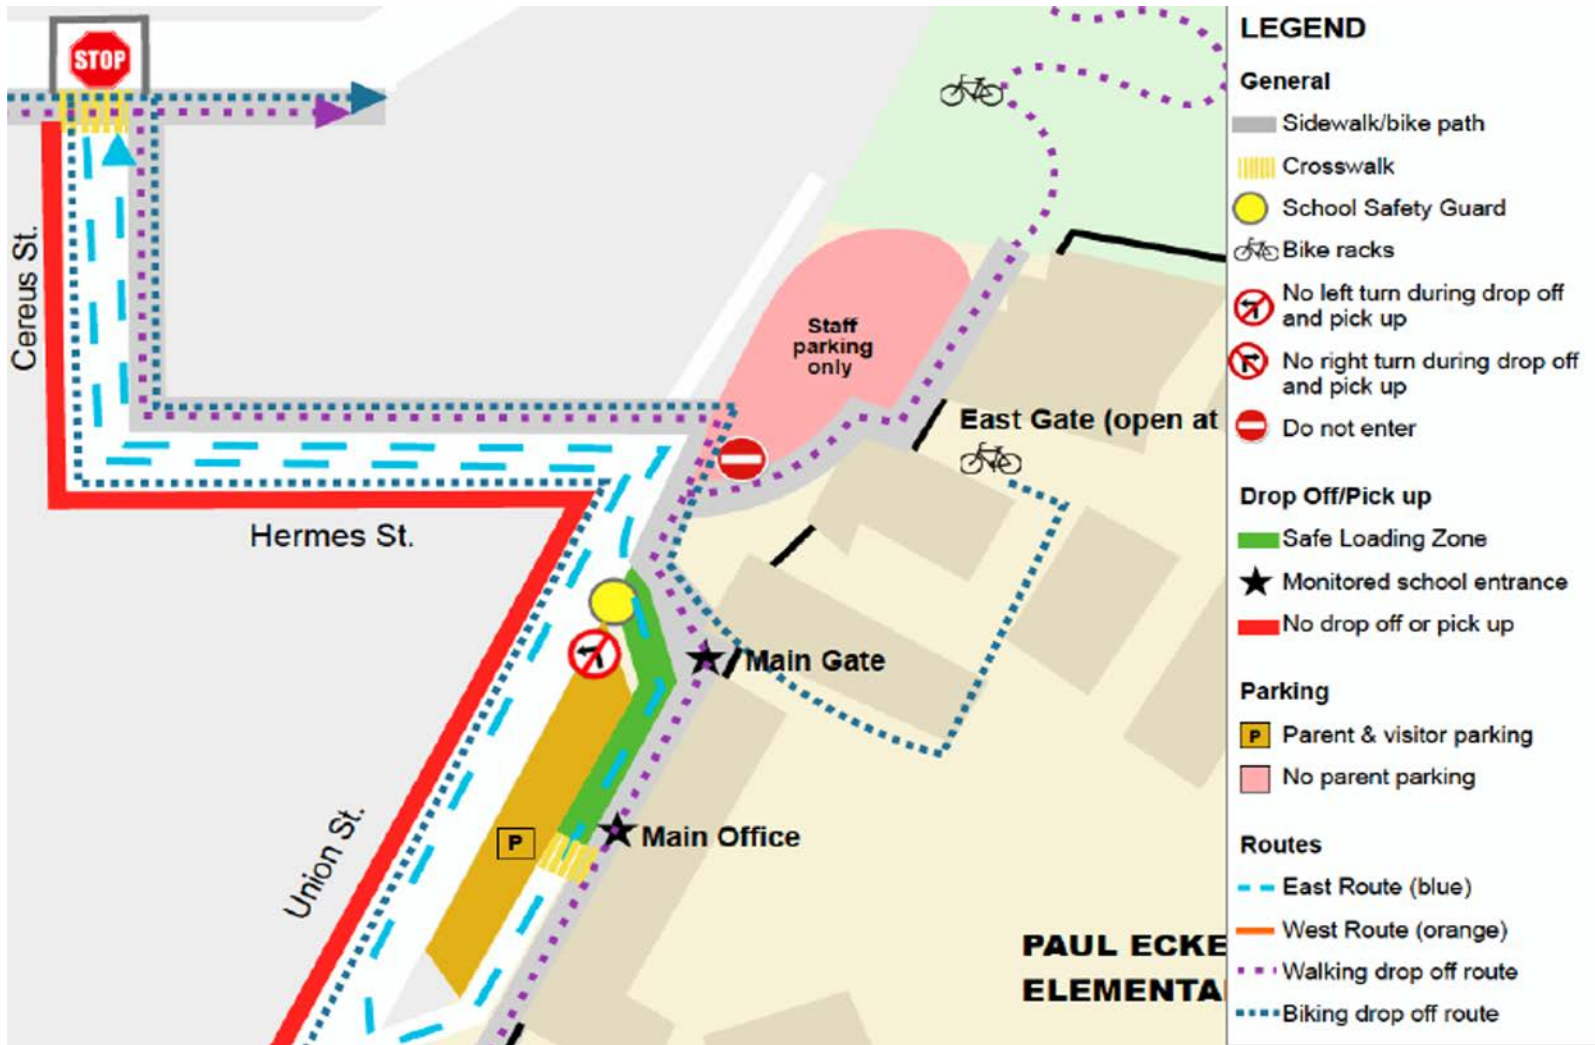 STOP
Cereus St.
Hermes St.
Union St.
Staff
parking
only
East Gate (open at
Main Gate
P
Main Office
PAUL ECKE
ELEMENTA
LEGEND
General
Sidewalk/bike path
Crosswalk
School Safety Guard
Bike racks
No left turn during drop off
and pick up
No right turn during drop off
and pick up
Do not enter
Drop Off/Pick up
Safe Loading Zone
Monitored school entrance
No drop off or pick up
Parking
P Parent & visitor parking
No parent parking
Routes
East Route (blue)
West Route (orange)
Walking drop off route
Biking drop off route